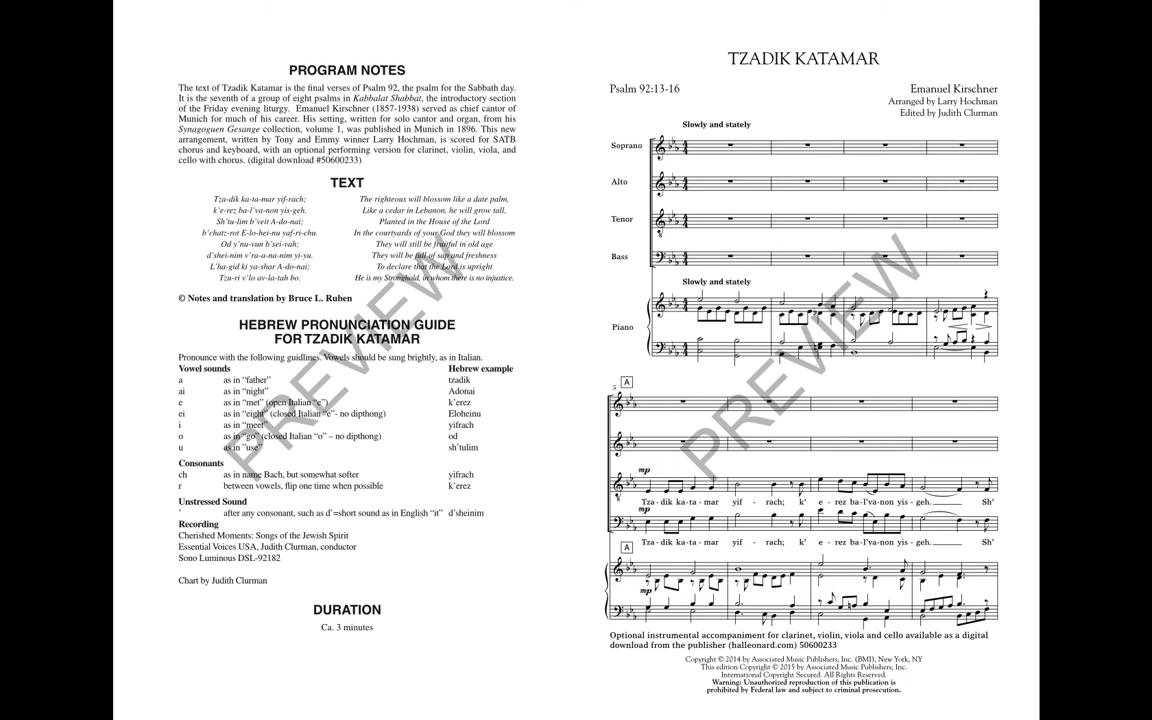 PROGRAM NOTES
The text of Tzadik Katamar is the final verses of Psalm 92, the psalm for the Sabbath day.
It is the seventh of a group of eight psalms in Kabbalat Shabbat, the introductory section
of the Friday evening liturgy. Emanuel Kirschner (1857-1938) served as chief cantor of
Munich for much of his career. His setting, written for solo cantor and organ, from his
Synagoguen Gesange collection, volume 1, was published in Munich in 1896. This new
arrangement, written by Tony and Emmy winner Larry Hochman, is scored for SATB
chorus and keyboard, with an optional performing version for clarinet, violin, viola, and
cello with chorus. (digital download #50600233)
TEXT
Tza-dik ka-ta-mar yif-rach; The righteous will blossom like a date palm,
k'e-rez ba-l'va-non yis-geh. Like a cedar in Lebanon, he will grow tall,
Sh'tu-lim b'veit A-do-nai; Planted in the House of the Lord
b'chatz-rot E-lo-hei-nu yaf-ri-chu. In the courtyards of your God they will blossom
Od y'nu-vun b'sei-vah; They will still be fruitful in old age
d'shei-nim v'ra-a-na-nim yi-yu. They will be full of sap and freshness
L'ha-gid ki ya-shar A-do-nai; To declare that the Lord is upright
Tzu-ri v'lo av-la-tah bo. He is my Stronghold, in whom there is no injustice.
© Notes and translation by Bruce L. Ruben
HEBREW PRONUNCIATION GUIDE
FOR TZADIK KATAMAR
Pronounce with the following guidlines. Vowels should be sung brightly, as in Italian.
Vowel sounds Hebrew example
a as in "father" tzadik
ai as in "night" Adonai
e as in "met" (open Italian "e") k'erez
ei as in "eight" (closed Italian "e"- no dipthong) Eloheinu
i as in "meet" yifrach
o as in "go" (closed Italian "o" – no dipthong) od
u as in "use" sh'tulim
Consonants
ch as in name Bach, but somewhat softer yifrach
r between vowels, flip one time when possible k'erez
Unstressed Sound
' after any consonant, such as d'=short sound as in English "it" d'sheinim
Recording
Cherished Moments: Songs of the Jewish Spirit
Essential Voices USA, Judith Clurman, conductor
Sono Luminous DSL-92182
Chart by Judith Clurman
DURATION
Ca. 3 minutes
PREVIEW
TZADIK KATAMAR
Psalm 92:13-16 Emanuel Kirschner
Arranged by Larry Hochman
Edited by Judith Clurman
Slowly and stately
Soprano
Alto
Tenor
Bass
Slowly and stately
Piano
5 A
mp
Tza - dik ka - ta - mar yif - rach; k' e - rez ba-l'va-non yis - geh. Sh'
mp
Tza - dik ka - ta - mar yif - rach; k' e - rez ba-l'va-non yis - geh. Sh'
A
mp
Optional instrumental accompaniment for clarinet, violin, viola and cello available as a digital
download from the publisher (halleonard.com) 50600233
Copyright © 2014 by Associated Music Publishers, Inc. (BMI), New York, NY
This edition Copyright © 2015 by Associated Music Publishers, Inc.
International Copyright Secured. All Rights Reserved.
Warning: Unauthorized reproduction of this publication is
prohibited by Federal law and subject to criminal prosecution.
PREVIEW